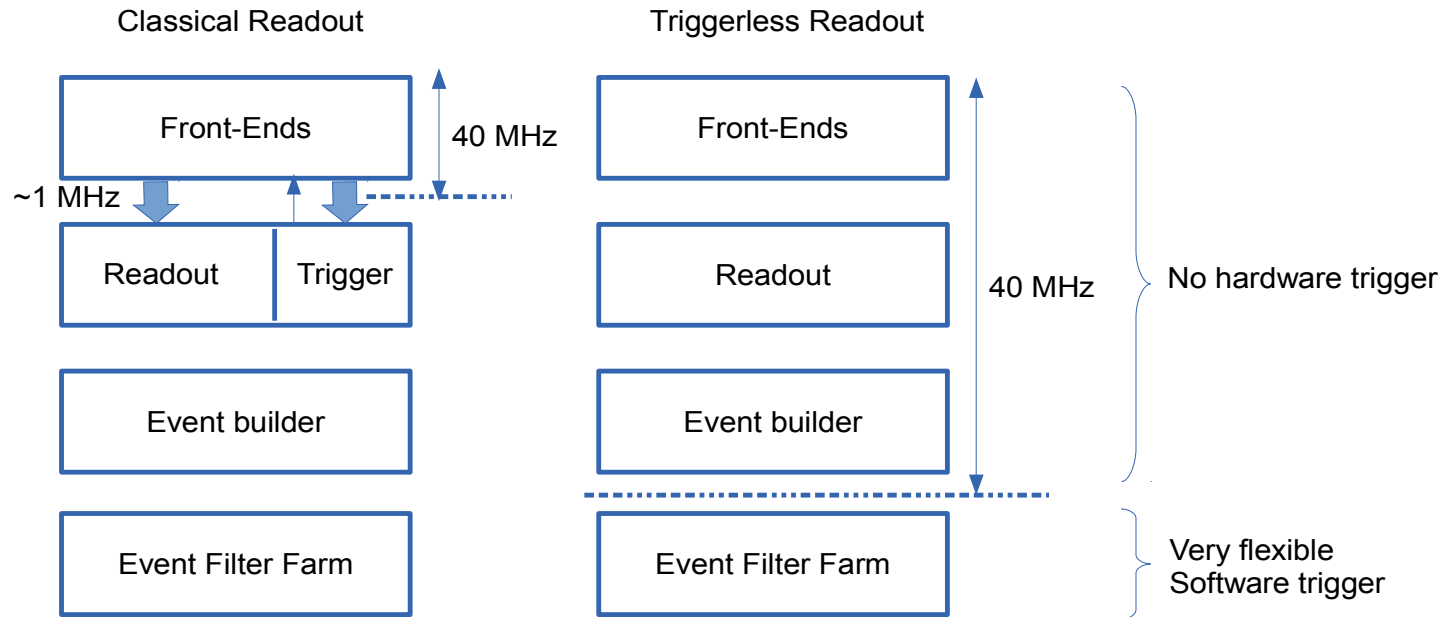 Classical Readout
Triggerless Readout
Front-Ends
40 MHz
~1 MHz
Readout
Trigger
Event builder
Event Filter Farm
Front-Ends
Readout
40 MHz
Event builder
Event Filter Farm
No hardware trigger
Very flexible
Software trigger